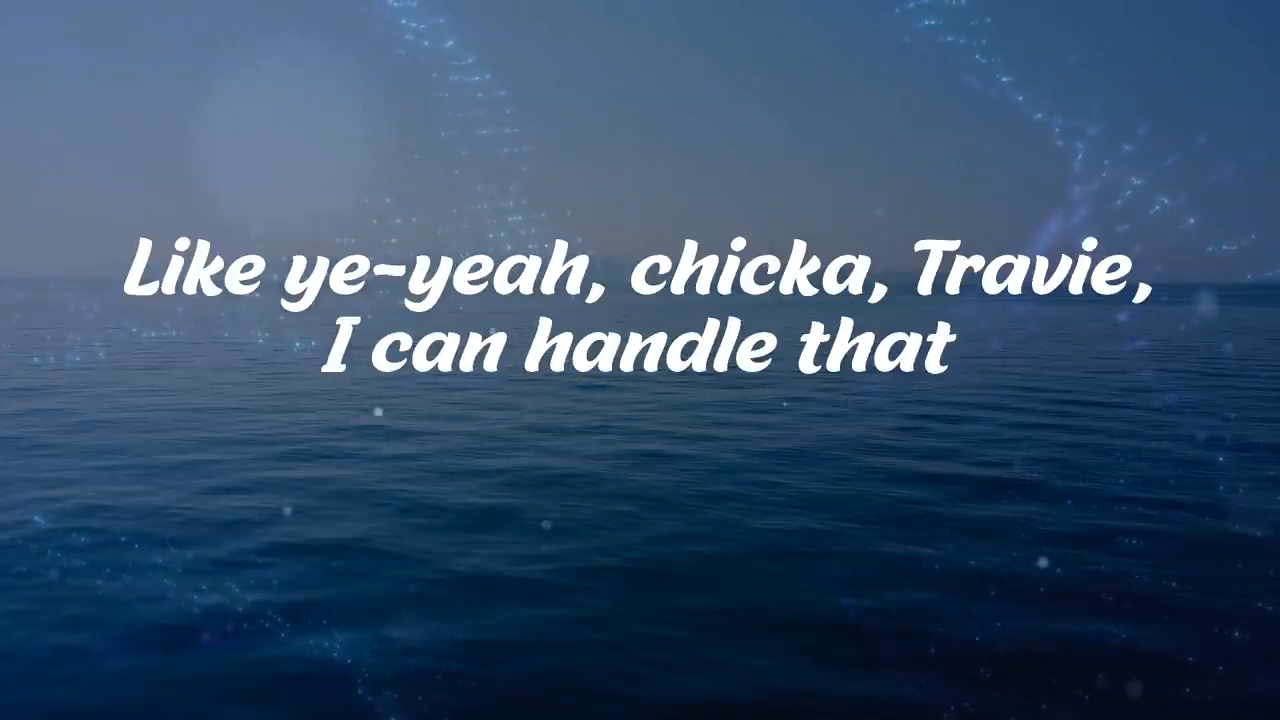 Like ye-yeah, chicka, Travie,
I can handle that